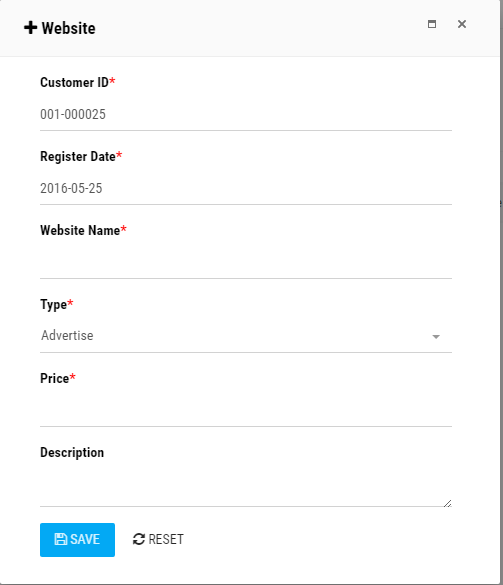 Website
Customer ID*
001-000025
Register Date*
2016-05-25
Website Name*
Type*
Advertise
Price*
Description
SAVE RESET